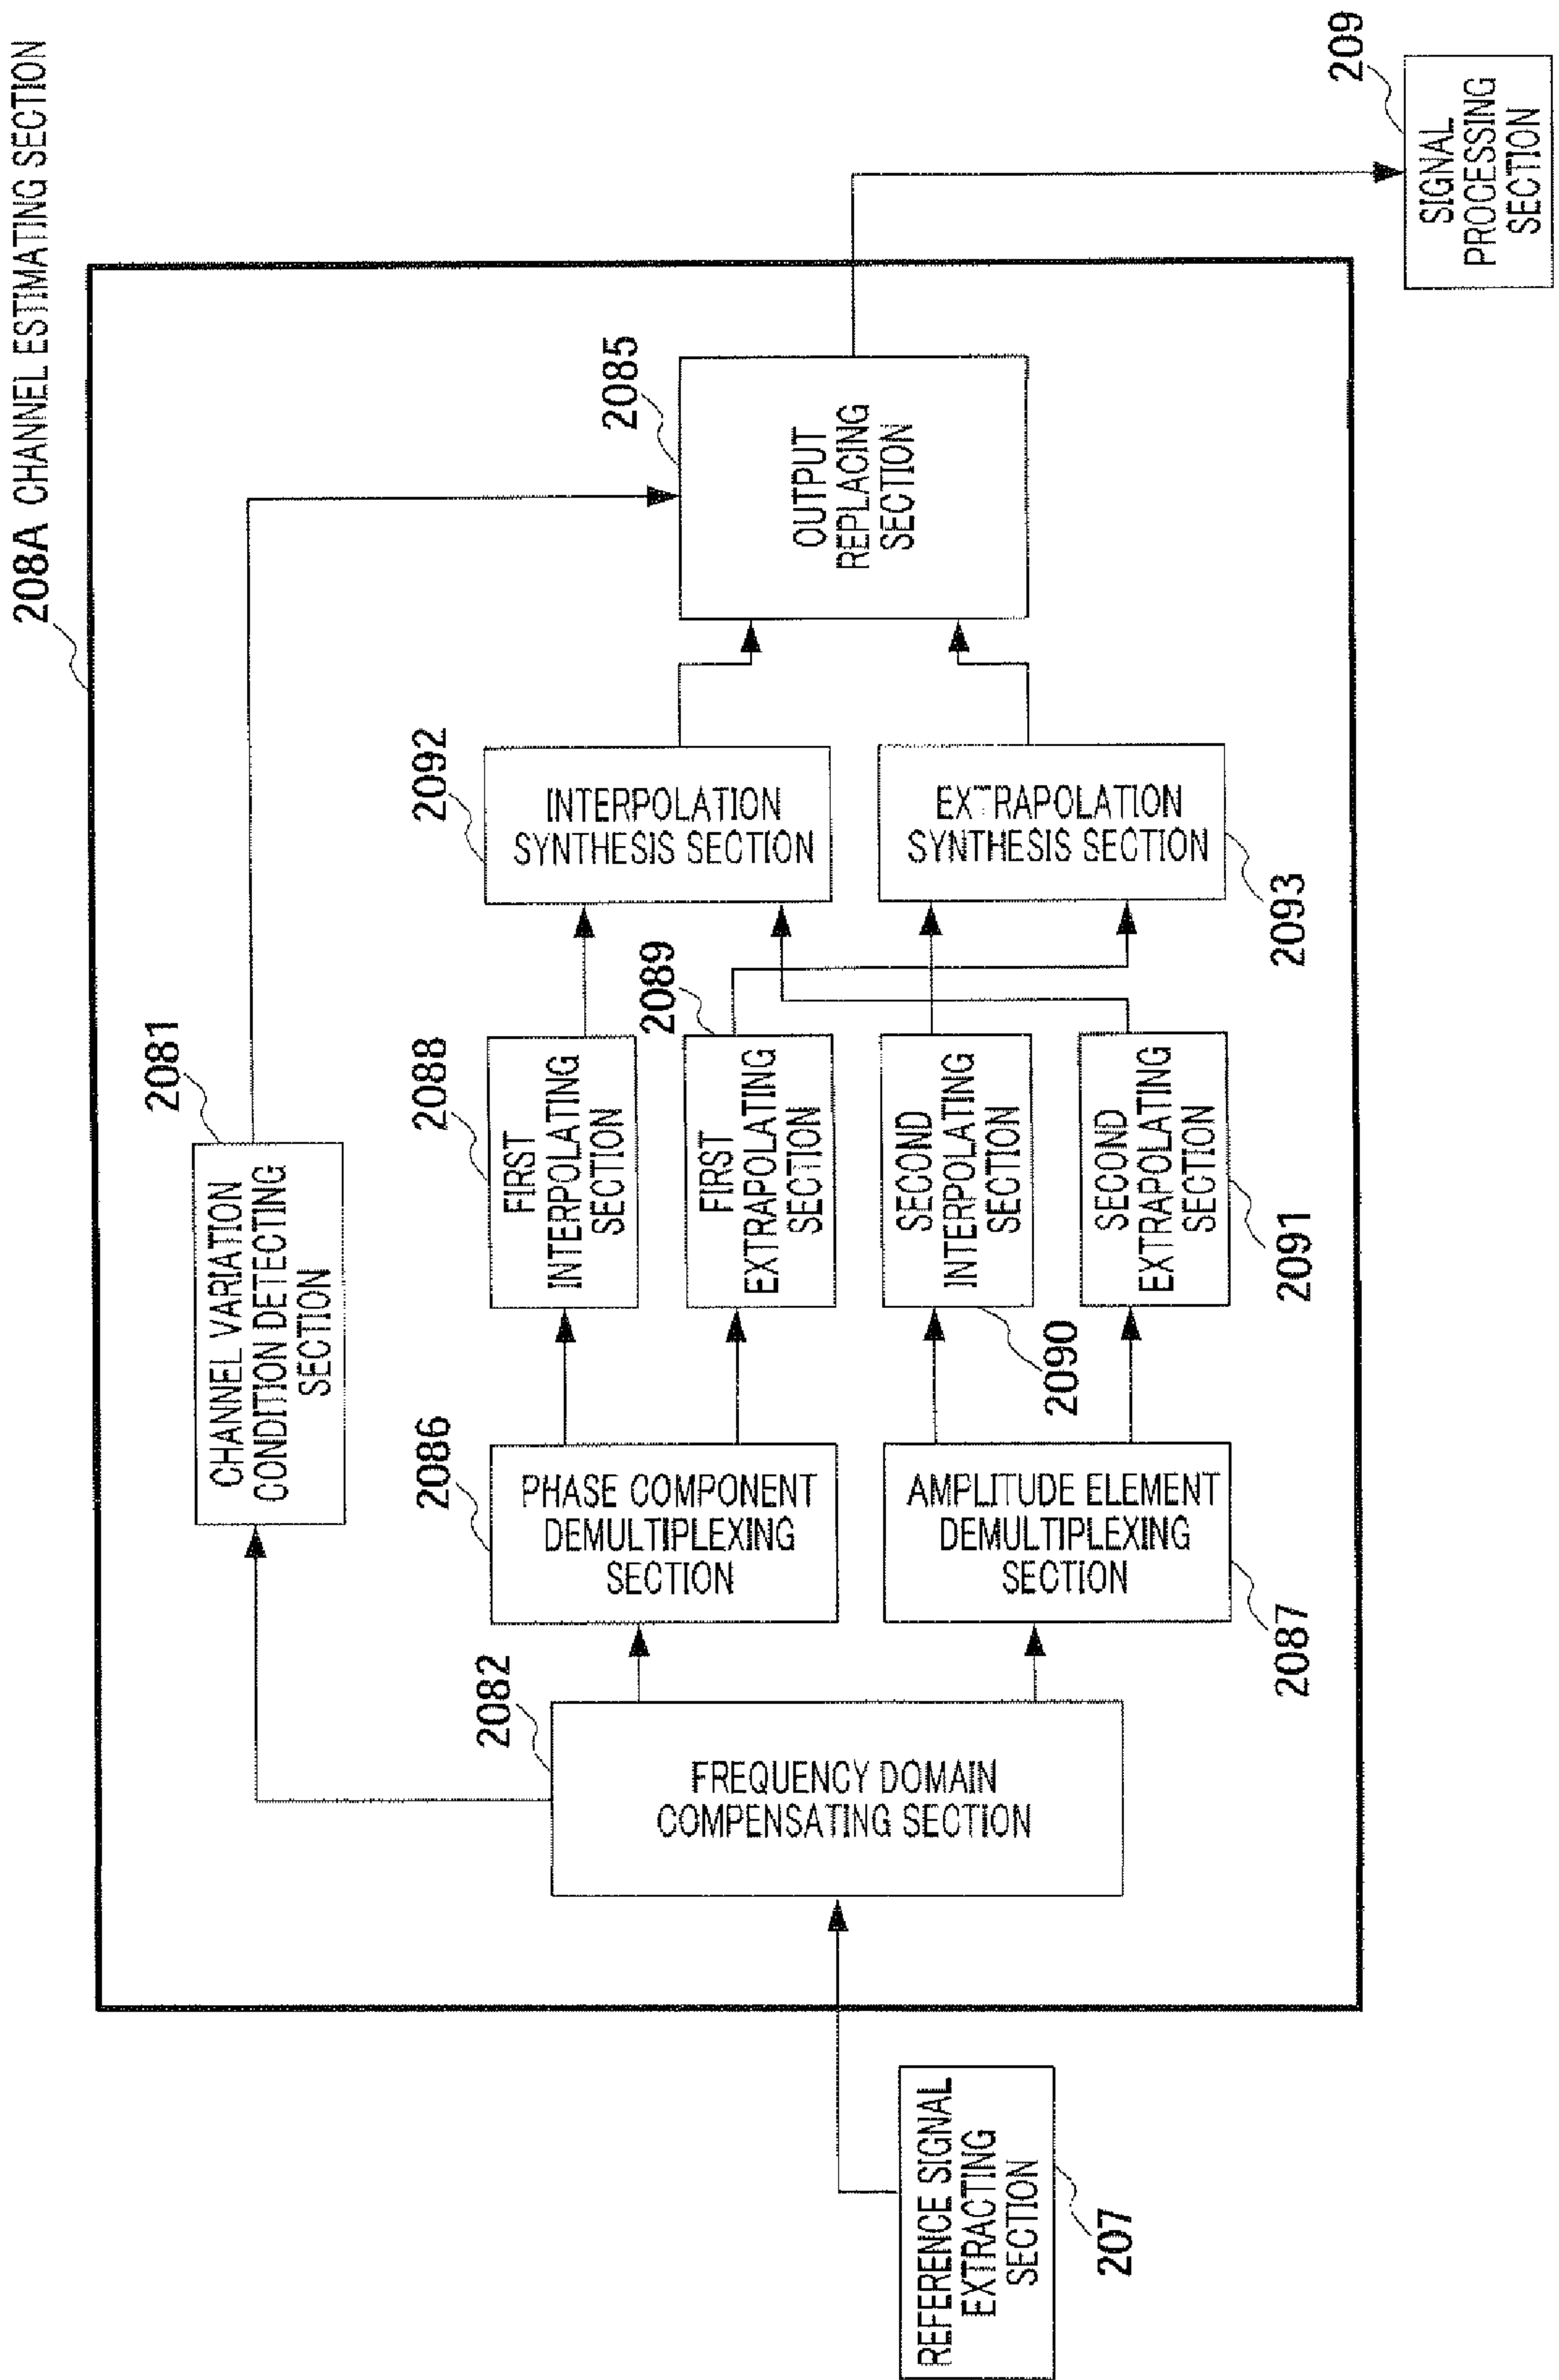 208A CHANNEL ESTIMATING SECTION
2081
CHANNEL VARIATION
CONDITION DETECTING
SECTION
207
REFERENCE SIGNAL
EXTRACTING
SECTION
2082
FREQUENCY DOMAIN
COMPENSATING SECTION
2086
PHASE COMPONENT
DEMULTIPLEXING
SECTION
AMPLITUDE ELEMENT
DEMULTIPLEXING
SECTION
2087
2088
FIRST
INTERPOLATING
SECTION
2089
FIRST
EXTRAPOLATING
SECTION
SECOND
INTERPOLATING
SECTION
2090
SECOND
EXTRAPOLATING
SECTION
2091
2092
INTERPOLATION
SYNTHESIS SECTION
EXTRAPOLATION
SYNTHESIS SECTION
2093
2085
OUTPUT
REPLACING
SECTION
209
SIGNAL
PROCESSING
SECTION